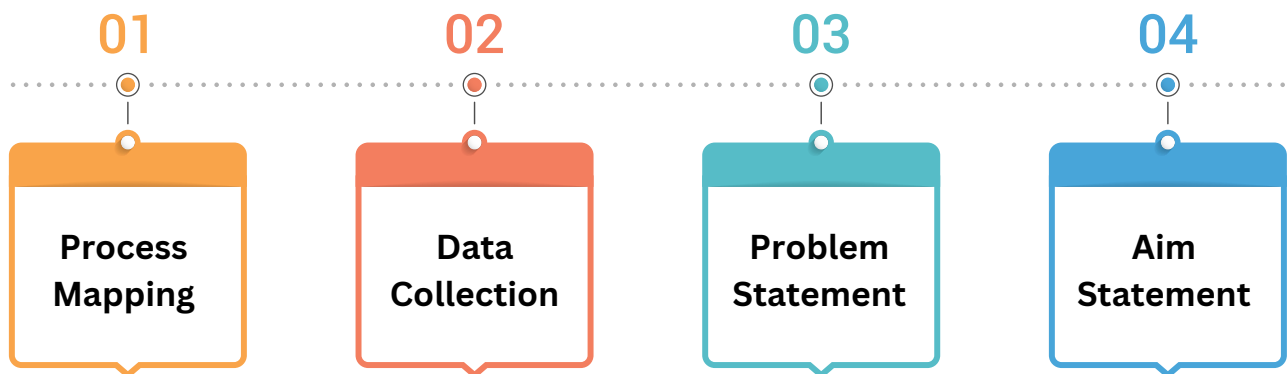 01
02
03
04
Process
Mapping
Data
Collection
Problem
Statement
Aim
Statement